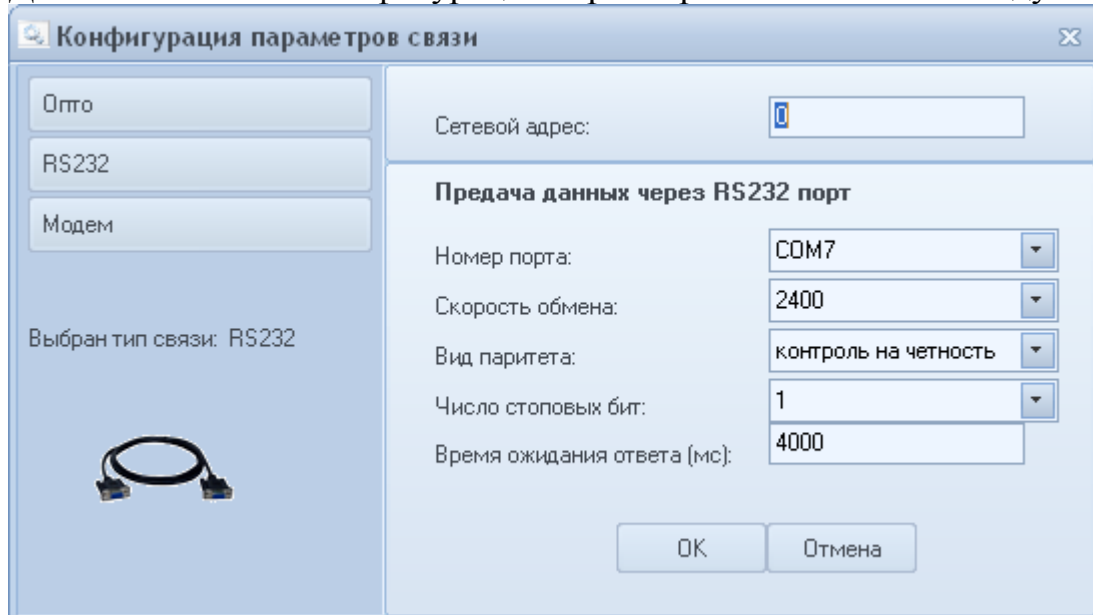 Конфигурация параметров связи
Опто
RS232
Модем
Выбран тип связи: RS232
Сетевой адрес:
0
Предача данных через RS232 порт
Номер порта:
COM7
Скорость обмена:
2400
Вид паритета:
контроль на четность
Число стоповых бит:
1
Время ожидания ответа (мс):
4000
OK
Отмена